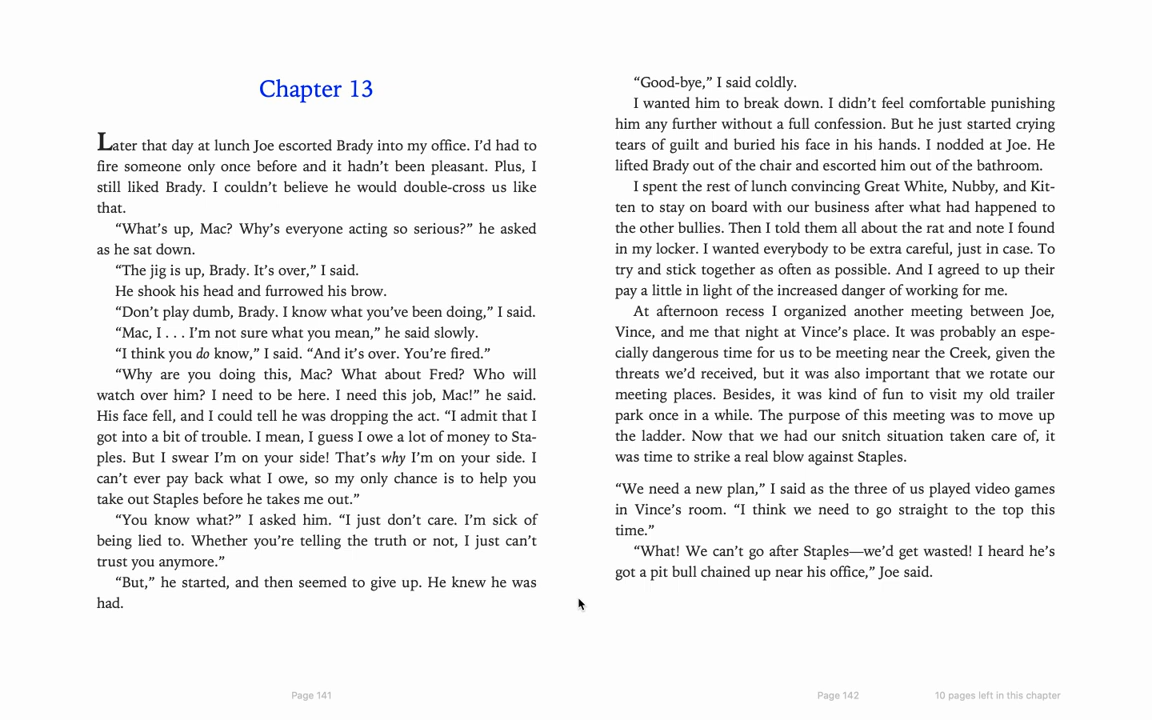 Chapter 13
Later that day at lunch Joe escorted Brady into my office. I’d had to
fire someone only once before and it hadn’t been pleasant. Plus, I
still liked Brady. I couldn’t believe he would double-cross us like
that.
“What’s up, Mac? Why’s everyone acting so serious?” he asked
as he sat down.
“The jig is up, Brady. It’s over,” I said.
He shook his head and furrowed his brow.
“Don’t play dumb, Brady. I know what you’ve been doing,” I said.
“Mac, I . . . I’m not sure what you mean,” he said slowly.
“I think you do know,” I said. “And it’s over. You’re fired.”
“Why are you doing this, Mac? What about Fred? Who will
watch over him? I need to be here. I need this job, Mac!” he said.
His face fell, and I could tell he was dropping the act. “I admit that I
got into a bit of trouble. I mean, I guess I owe a lot of money to Sta-
ples. But I swear I’m on your side! That’s why I’m on your side. I
can’t ever pay back what I owe, so my only chance is to help you
take out Staples before he takes me out.”
“You know what?” I asked him. “I just don’t care. I’m sick of
being lied to. Whether you’re telling the truth or not, I just can’t
trust you anymore.”
“But,” he started, and then seemed to give up. He knew he was
had.
Page 141
“Good-bye,” I said coldly.
I wanted him to break down. I didn’t feel comfortable punishing
him any further without a full confession. But he just started crying
tears of guilt and buried his face in his hands. I nodded at Joe. He
lifted Brady out of the chair and escorted him out of the bathroom.
I spent the rest of lunch convincing Great White, Nubby, and Kit-
ten to stay on board with our business after what had happened to
the other bullies. Then I told them all about the rat and note I found
in my locker. I wanted everybody to be extra careful, just in case. To
try and stick together as often as possible. And I agreed to up their
pay a little in light of the increased danger of working for me.
At afternoon recess I organized another meeting between Joe,
Vince, and me that night at Vince’s place. It was probably an espe-
cially dangerous time for us to be meeting near the Creek, given the
threats we’d received, but it was also important that we rotate our
meeting places. Besides, it was kind of fun to visit my old trailer
park once in a while. The purpose of this meeting was to move up
the ladder. Now that we had our snitch situation taken care of, it
was time to strike a real blow against Staples.
“We need a new plan,” I said as the three of us played video games
in Vince’s room. “I think we need to go straight to the top this
time.”
“What! We can’t go after Staples—we’d get wasted! I heard he’s
got a pit bull chained up near his office,” Joe said.
Page 142
10 pages left in this chapter